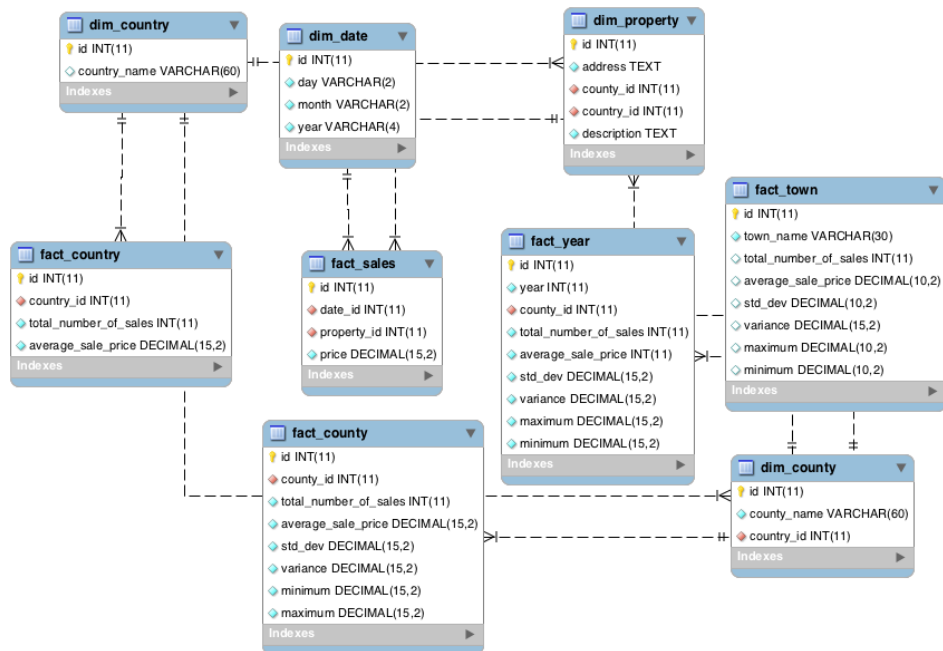 dim_country
id INT(11)
country_name VARCHAR(60)
Indexes
dim_date
id INT(11)
day VARCHAR(2)
month VARCHAR(2)
year VARCHAR(4)
Indexes
dim_property
id INT(11)
address TEXT
county_id INT(11)
country_id INT(11)
description TEXT
Indexes
fact_town
id INT(11)
town_name VARCHAR(30)
total_number_of_sales INT(11)
average_sale_price DECIMAL(10,2)
std_dev DECIMAL(10,2)
variance DECIMAL(15,2)
maximum DECIMAL(10,2)
minimum DECIMAL(10,2)
Indexes
fact_country
id INT(11)
country_id INT(11)
total_number_of_sales INT(11)
average_sale_price DECIMAL(15,2)
Indexes
fact_sales
id INT(11)
date_id INT(11)
property_id INT(11)
price DECIMAL(15,2)
Indexes
fact_year
id INT(11)
year INT(11)
county_id INT(11)
total_number_of_sales INT(11)
average_sale_price INT(11)
std_dev DECIMAL(15,2)
variance DECIMAL(15,2)
maximum DECIMAL(15,2)
minimum DECIMAL(15,2)
Indexes
fact_county
id INT(11)
county_id INT(11)
total_number_of_sales INT(11)
average_sale_price DECIMAL(15,2)
std_dev DECIMAL(15,2)
variance DECIMAL(15,2)
minimum DECIMAL(15,2)
maximum DECIMAL(15,2)
Indexes
dim_county
id INT(11)
county_name VARCHAR(60)
country_id INT(11)
Indexes